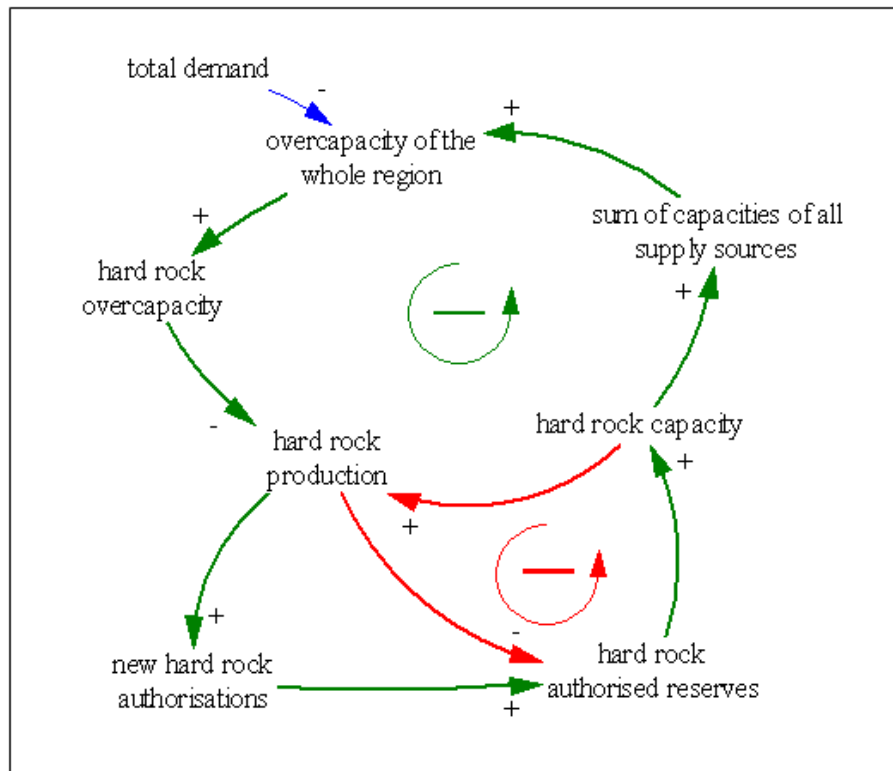 total demand
-
+
overcapacity of the
whole region
+
sum of capacities of all
supply sources
hard rock
overcapacity
+
-
hard rock capacity
hard rock
production
+
+
+
-
new hard rock
authorisations
hard rock
authorised reserves
+